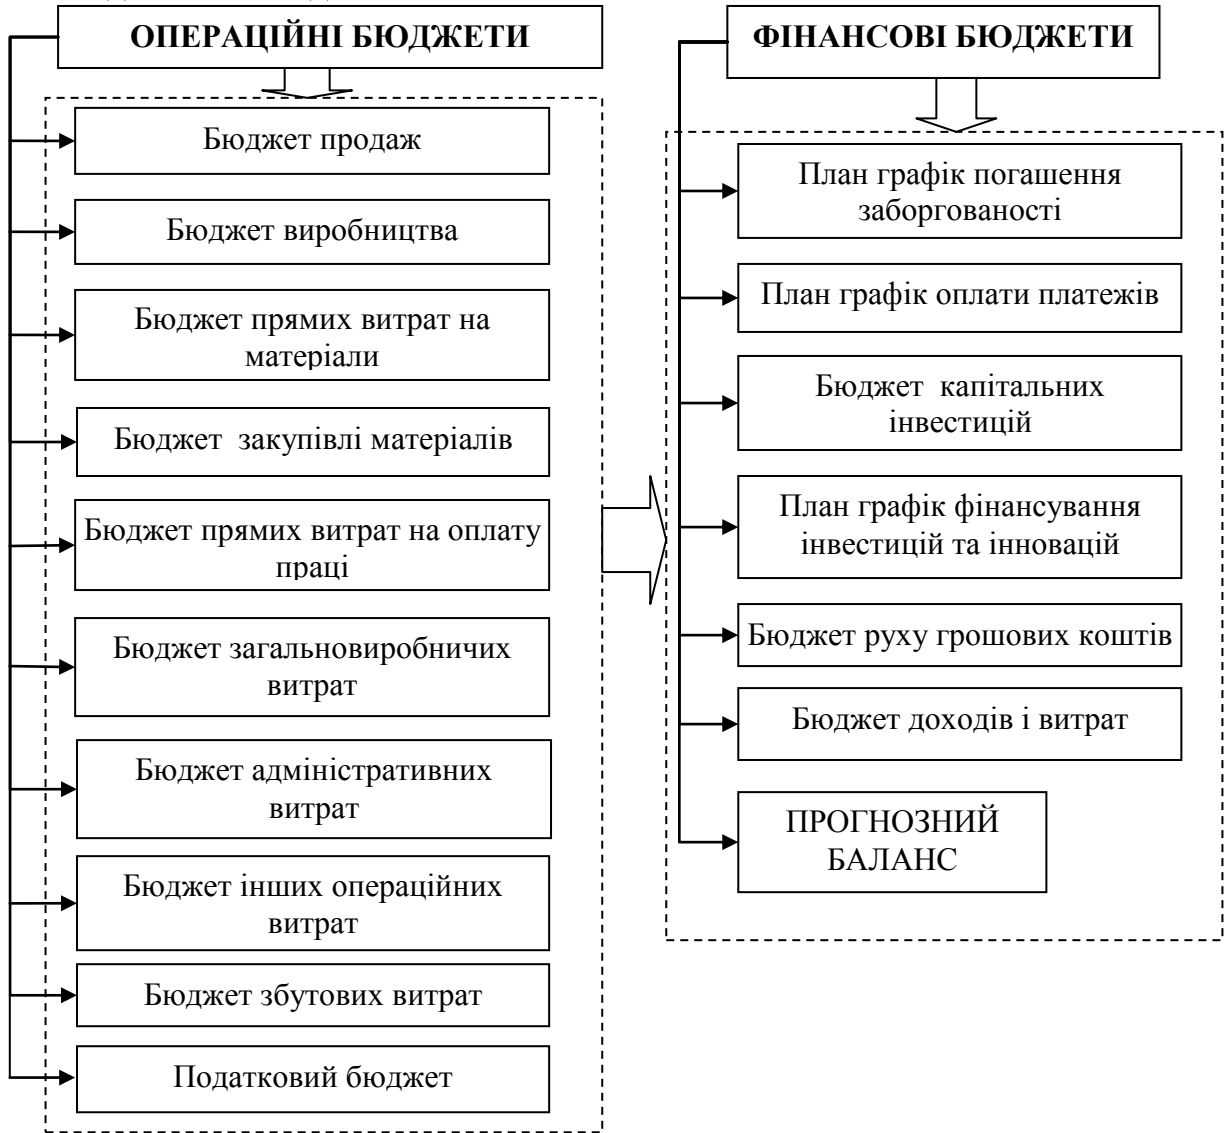 ОПЕРАЦІЙНІ БЮДЖЕТИ
Бюджет продаж
Бюджет виробництва
Бюджет прямих витрат на
матеріали
Бюджет закупівлі матеріалів
Бюджет прямих витрат на оплату
праці
Бюджет загальновиробничих
витрат
Бюджет адміністративних
витрат
Бюджет інших операційних
витрат
Бюджет збутових витрат
Податковий бюджет
ФІНАНСОВІ БЮДЖЕТИ
План графік погашення
заборгованості
План графік оплати платежів
Бюджет капітальних
інвестицій
План графік фінансування
інвестицій та інновацій
Бюджет руху грошових коштів
Бюджет доходів і витрат
ПРОГНОЗНИЙ
БАЛАНС